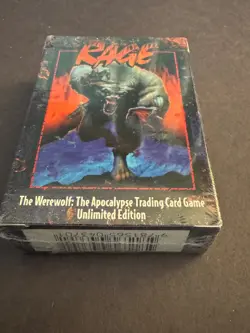 RAGE
The Werewolf: The Apocalypse Trading Card Game
Unlimited Edition